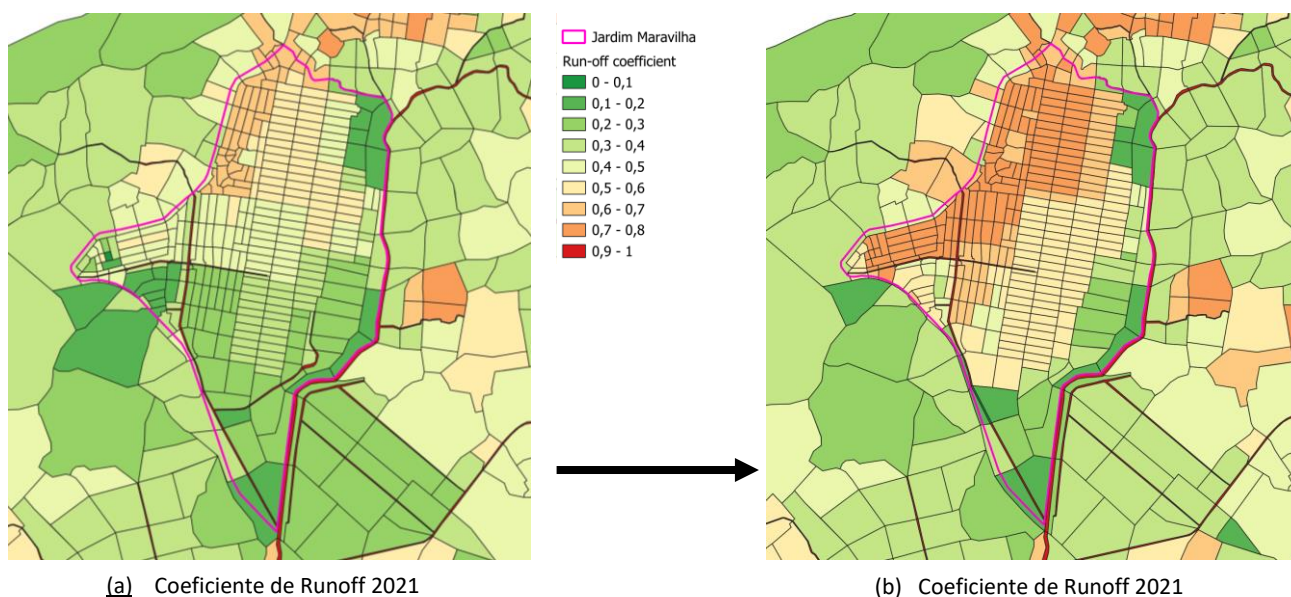 Jardim Maravilha
Run-off coefficient
0 - 0,1
0,1 - 0,2
0,2 - 0,3
0,3 - 0,4
0,4 - 0,5
0,5 - 0,6
0,6 - 0,7
0,7 - 0,8
0,9 - 1
(a) Coeficiente de Runoff 2021
(b) Coeficiente de Runoff 2021